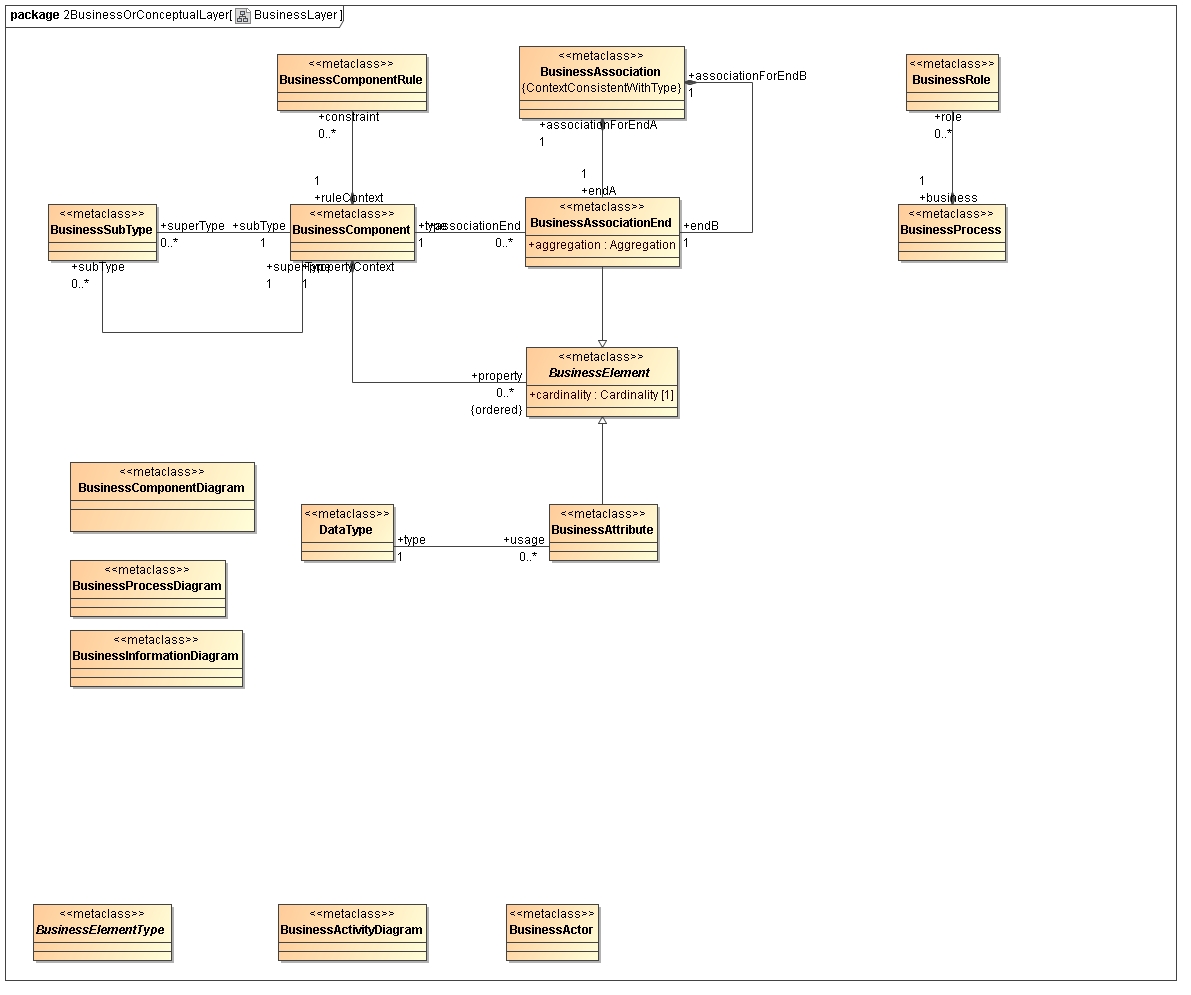 package 2BusinessOrConceptualLayer[ BusinessLayer ]
<<metaclass>>
BusinessComponentRule
+constraint
0..*
<<metaclass>>
BusinessAssociation
{ContextConsistentWithType}
+associationForEndB
1
+associationForEndA
1
<<metaclass>>
BusinessRole
+role
0..*
1
+ruleContext
1
+endA
1
+business
<<metaclass>>
BusinessSubType
+superType
0..*
+subType
1
<<metaclass>>
BusinessComponent
+type
1
+associationEnd
0..*
<<metaclass>>
BusinessAssociationEnd
+aggregation : Aggregation
+endB
1
<<metaclass>>
BusinessProcess
+subType
0..*
+superType
1
+propertyContext
1
<<metaclass>>
BusinessElement
+cardinality : Cardinality [1]
+property
0..*
{ordered}
<<metaclass>>
BusinessComponentDiagram
<<metaclass>>
DataType
+type
1
+usage
0..*
<<metaclass>>
BusinessAttribute
<<metaclass>>
BusinessProcessDiagram
<<metaclass>>
BusinessInformationDiagram
<<metaclass>>
BusinessElementType
<<metaclass>>
BusinessActivityDiagram
<<metaclass>>
BusinessActor